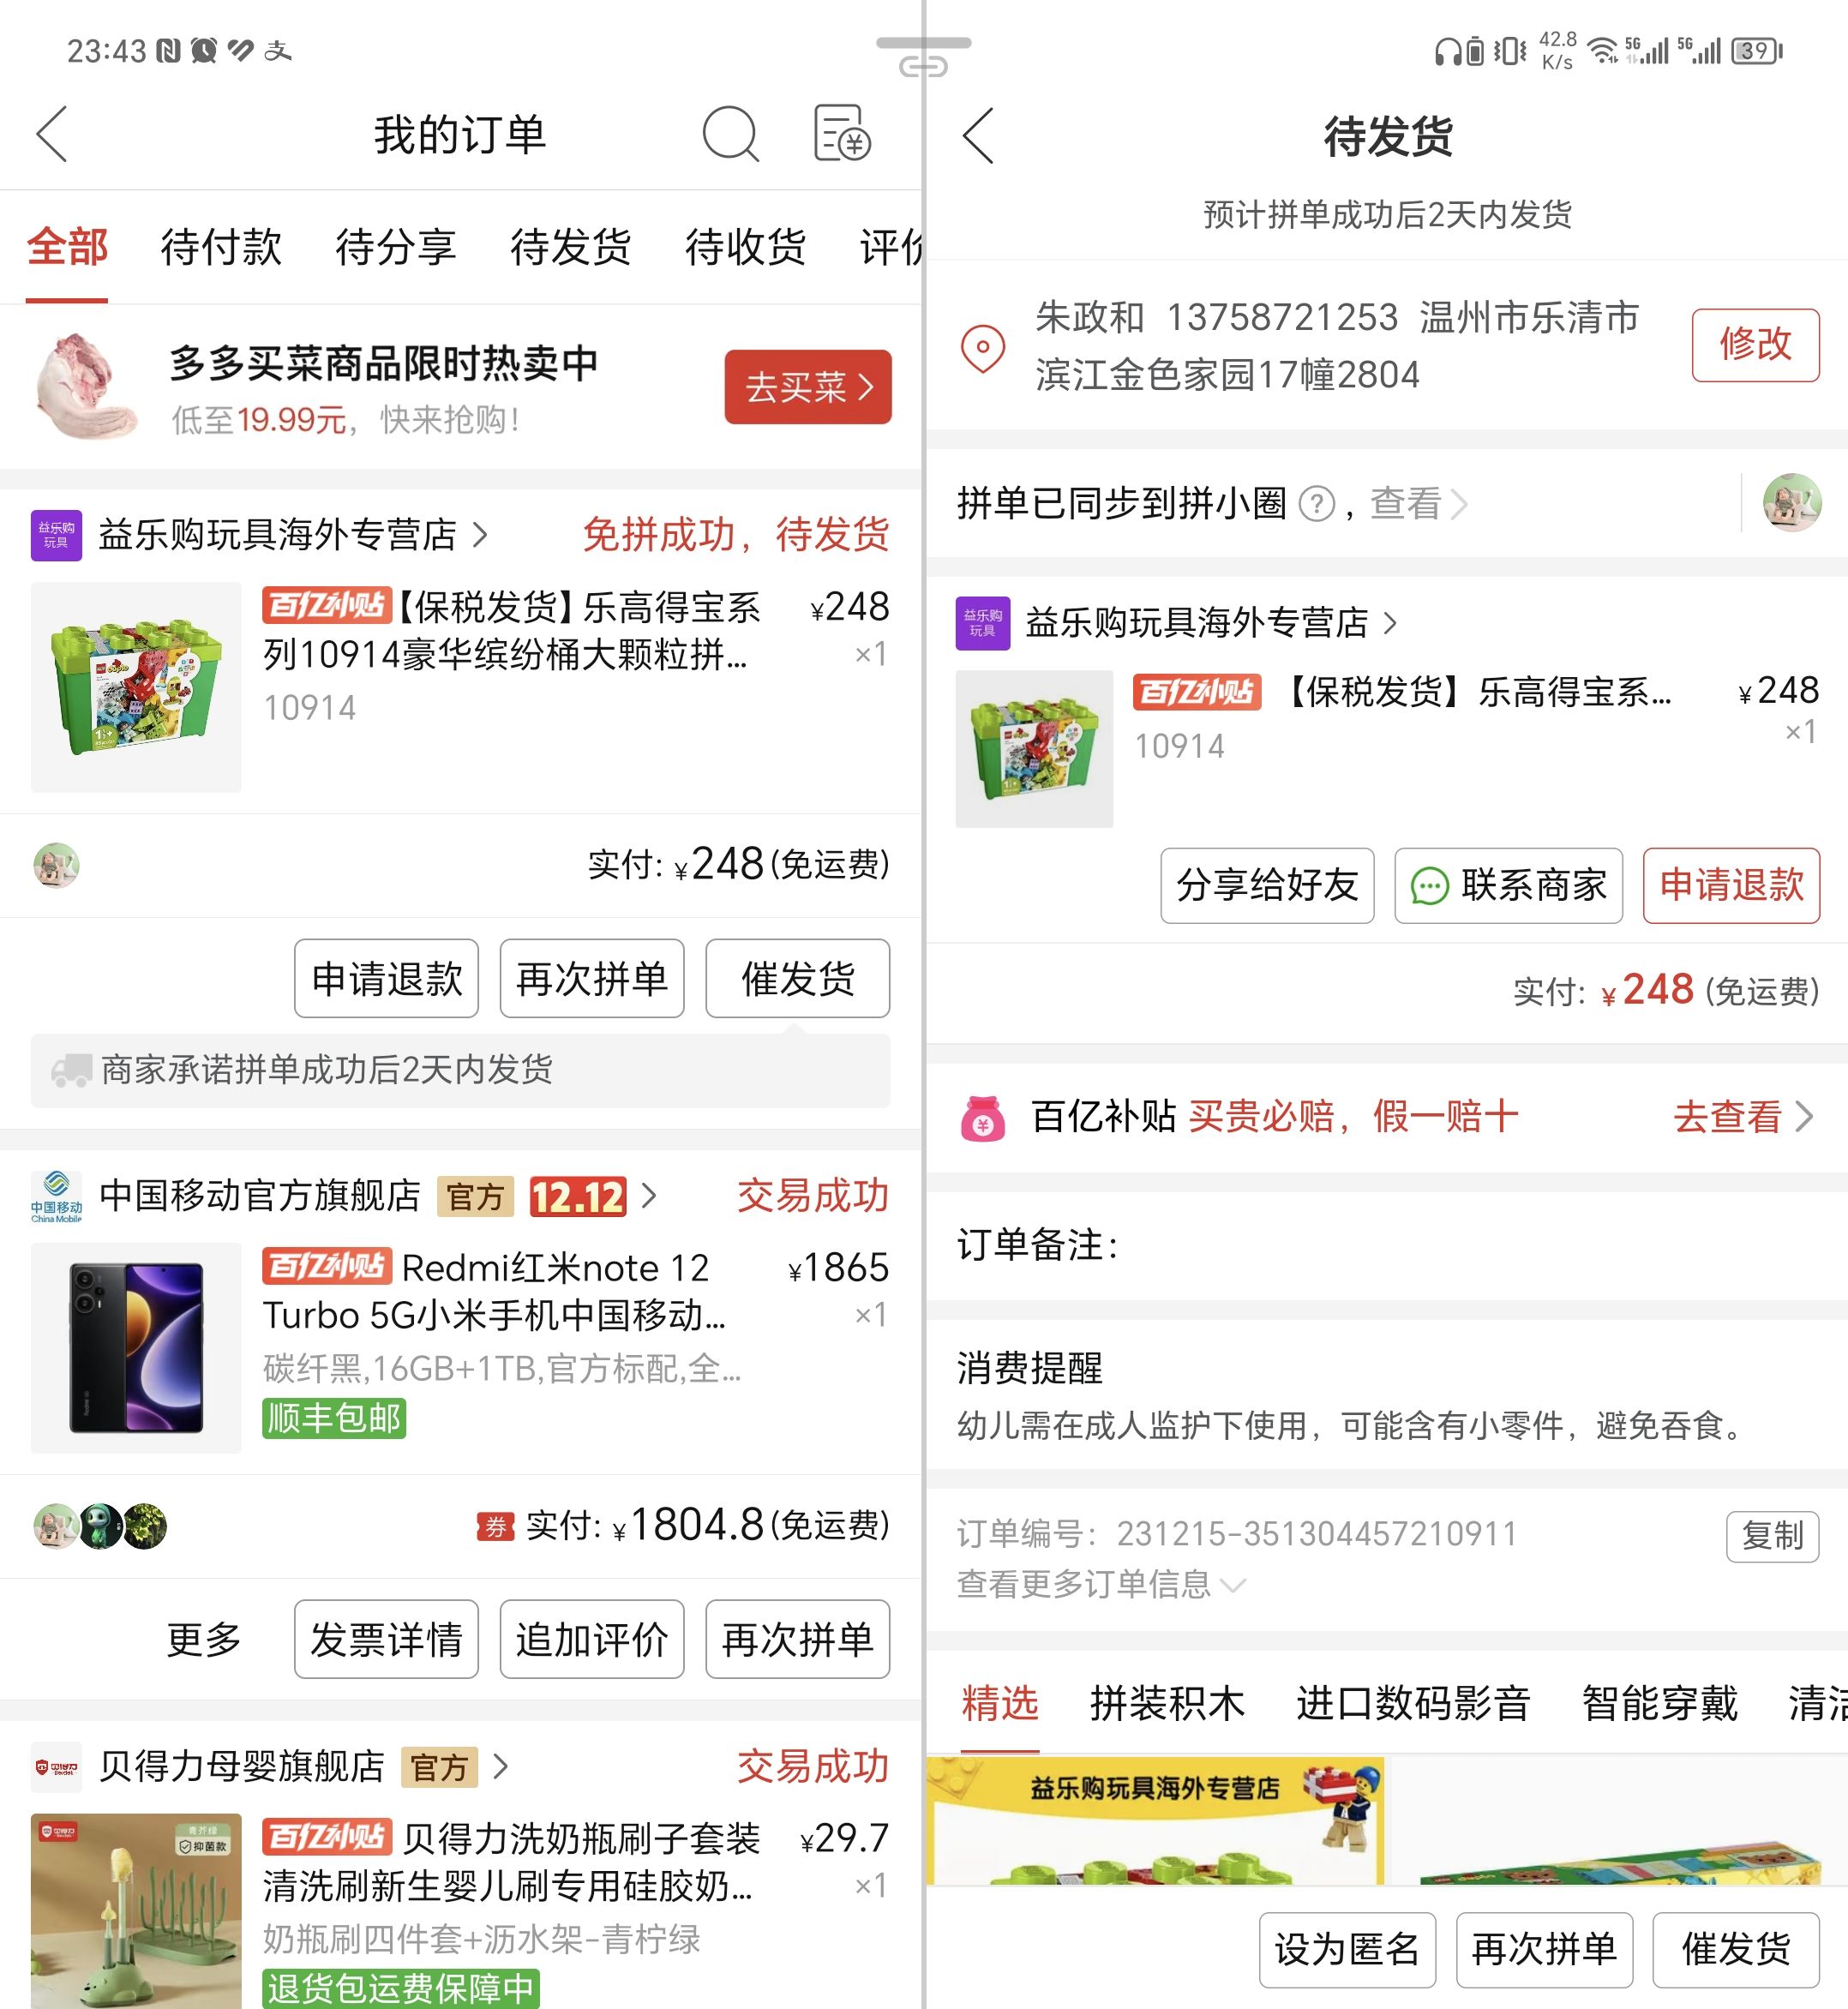 23:43
42.8 K/s 5G 5G 39
我的订单
全部 待付款 待分享 待发货 待收货 评价
多多买菜商品限时热卖中
低至19.99元，快来抢购！
去买菜
益乐购玩具
益乐购玩具海外专营店
免拼成功，待发货
百亿补贴【保税发货】乐高得宝系 ¥248
列10914豪华缤纷桶大颗粒拼... ×1
10914
实付: ¥248(免运费)
申请退款 再次拼单 催发货
商家承诺拼单成功后2天内发货
中国移动
China Mobile
中国移动官方旗舰店 官方 12.12 交易成功
百亿补贴 Redmi红米note 12 ¥1865
Turbo 5G小米手机中国移动... ×1
碳纤黑,16GB+1TB,官方标配,全...
顺丰包邮
券 实付: ¥1804.8(免运费)
更多 发票详情 追加评价 再次拼单
贝得力母婴旗舰店 官方 交易成功
青柠绿
抑菌款
百亿补贴 贝得力洗奶瓶刷子套装 ¥29.7
清洗刷新生婴儿刷专用硅胶奶... ×1
奶瓶刷四件套+沥水架-青柠绿
退货包运费保障中
待发货
预计拼单成功后2天内发货
朱政和 13758721253 温州市乐清市
滨江金色家园17幢2804
修改
拼单已同步到拼小圈 ? , 查看
益乐购玩具
益乐购玩具海外专营店
百亿补贴 【保税发货】乐高得宝系... ¥248
10914 ×1
分享给好友 联系商家 申请退款
实付: ¥248 (免运费)
百亿补贴 买贵必赔，假一赔十 去查看
订单备注:
消费提醒
幼儿需在成人监护下使用，可能含有小零件，避免吞食。
订单编号: 231215-351304457210911 复制
查看更多订单信息
精选 拼装积木 进口数码影音 智能穿戴 清洁
益乐购玩具海外专营店
设为匿名 再次拼单 催发货